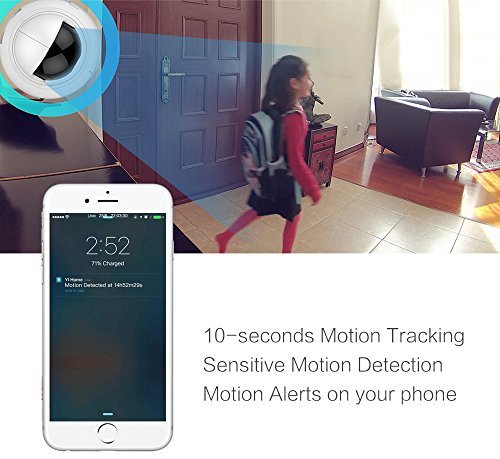 2:52
71% Charged
YI Home
Motion Detected at 14h52m29s
10-seconds Motion Tracking
Sensitive Motion Detection
Motion Alerts on your phone